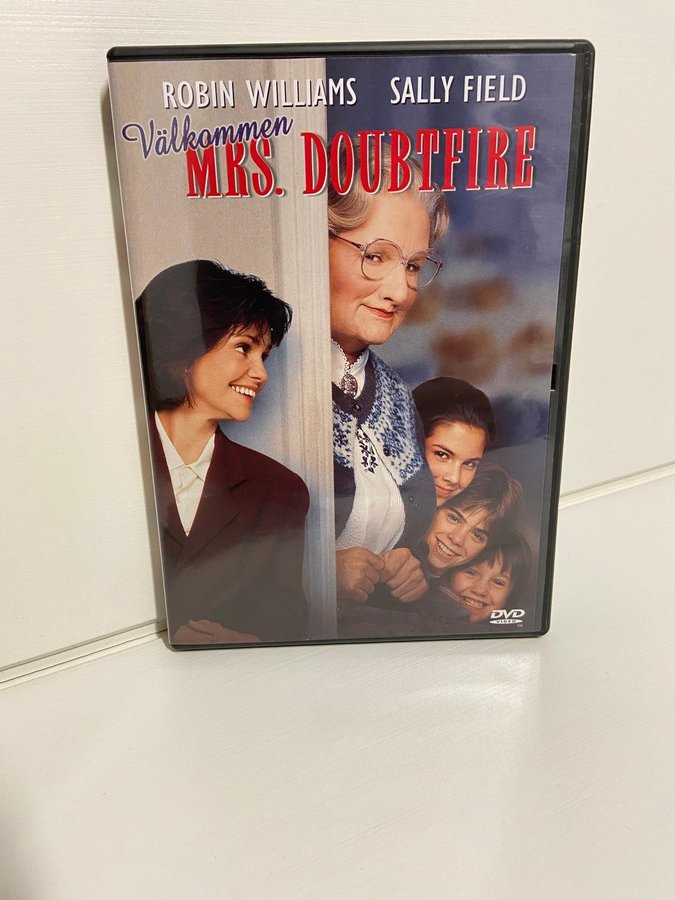 ROBIN WILLIAMS SALLY FIELD
Välkommen
MRS. DOUBTFIRE
DVD
VIDEO